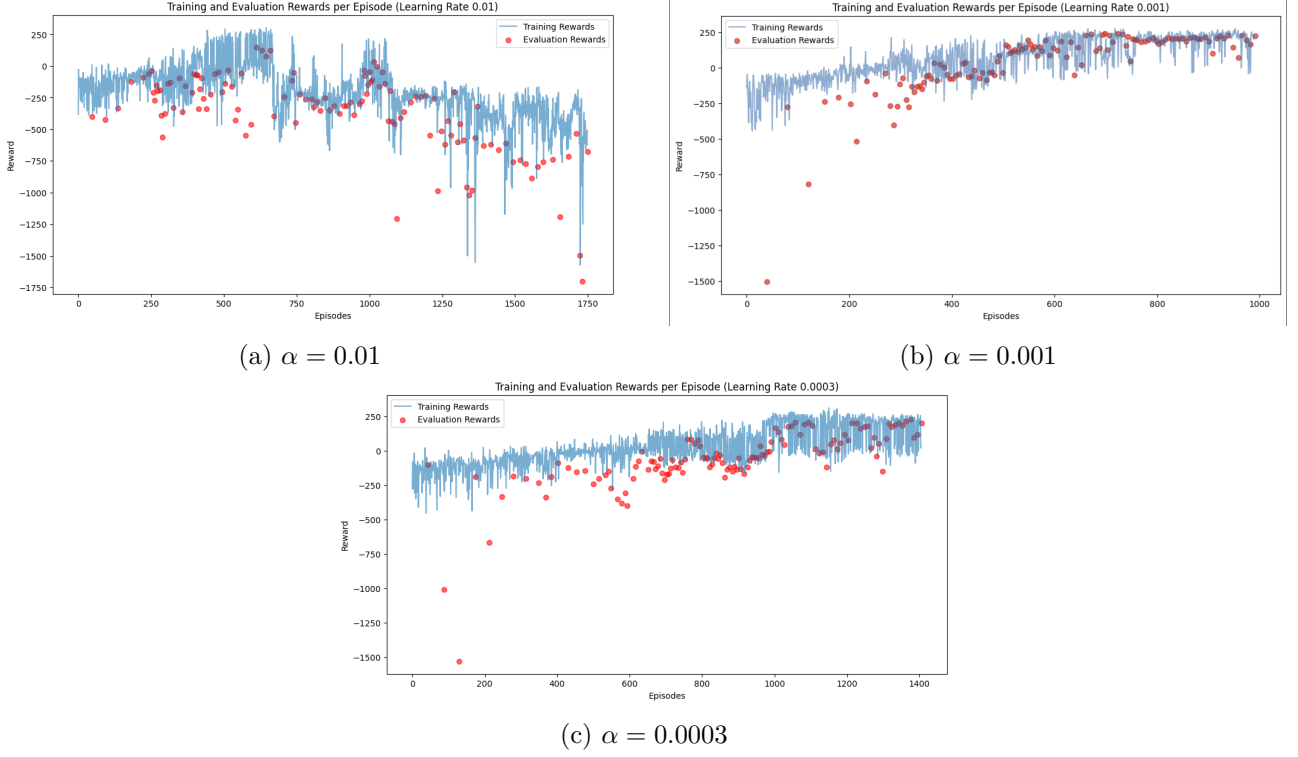 Training and Evaluation Rewards per Episode (Learning Rate 0.01)
Training Rewards
Evaluation Rewards
250
0
−250
−500
−750
−1000
−1250
−1500
−1750
Reward
0
250
500
750
1000
1250
1500
1750
Episodes
(a) α = 0.01
Training and Evaluation Rewards per Episode (Learning Rate 0.001)
Training Rewards
Evaluation Rewards
250
0
−250
−500
−750
−1000
−1250
−1500
Reward
0
200
400
600
800
1000
Episodes
(b) α = 0.001
Training and Evaluation Rewards per Episode (Learning Rate 0.0003)
Training Rewards
Evaluation Rewards
250
0
−250
−500
−750
−1000
−1250
−1500
Reward
0
200
400
600
800
1000
1200
1400
Episodes
(c) α = 0.0003